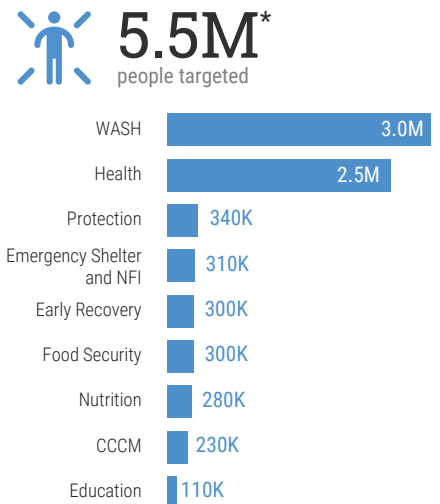 5.5M*
people targeted
WASH 3.0M
Health 2.5M
Protection 340K
Emergency Shelter
and NFI 310K
Early Recovery 300K
Food Security 300K
Nutrition 280K
CCCM 230K
Education 110K